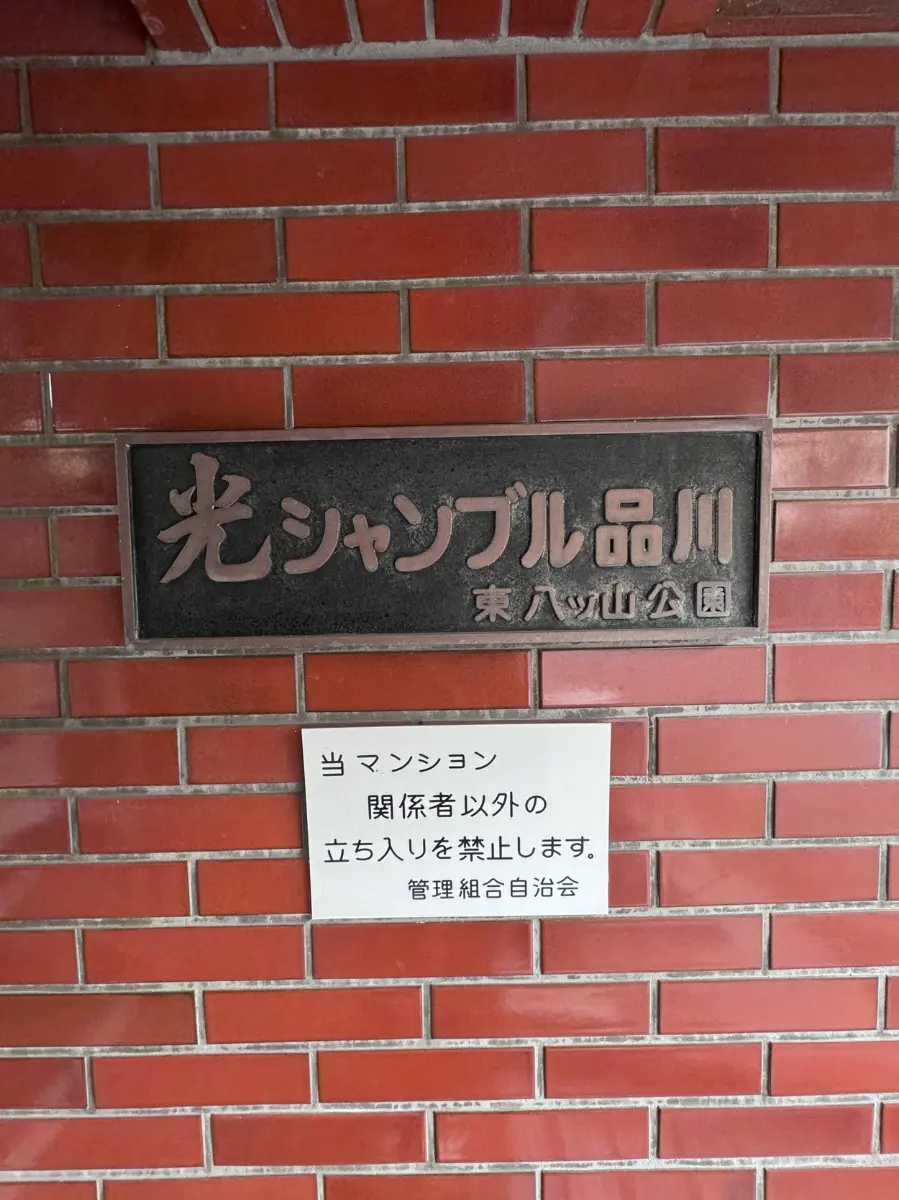 光シャンブル品川
東八ッ山公園
当マンション
関係者以外の
立ち入りを禁止します。
管理組合自治会